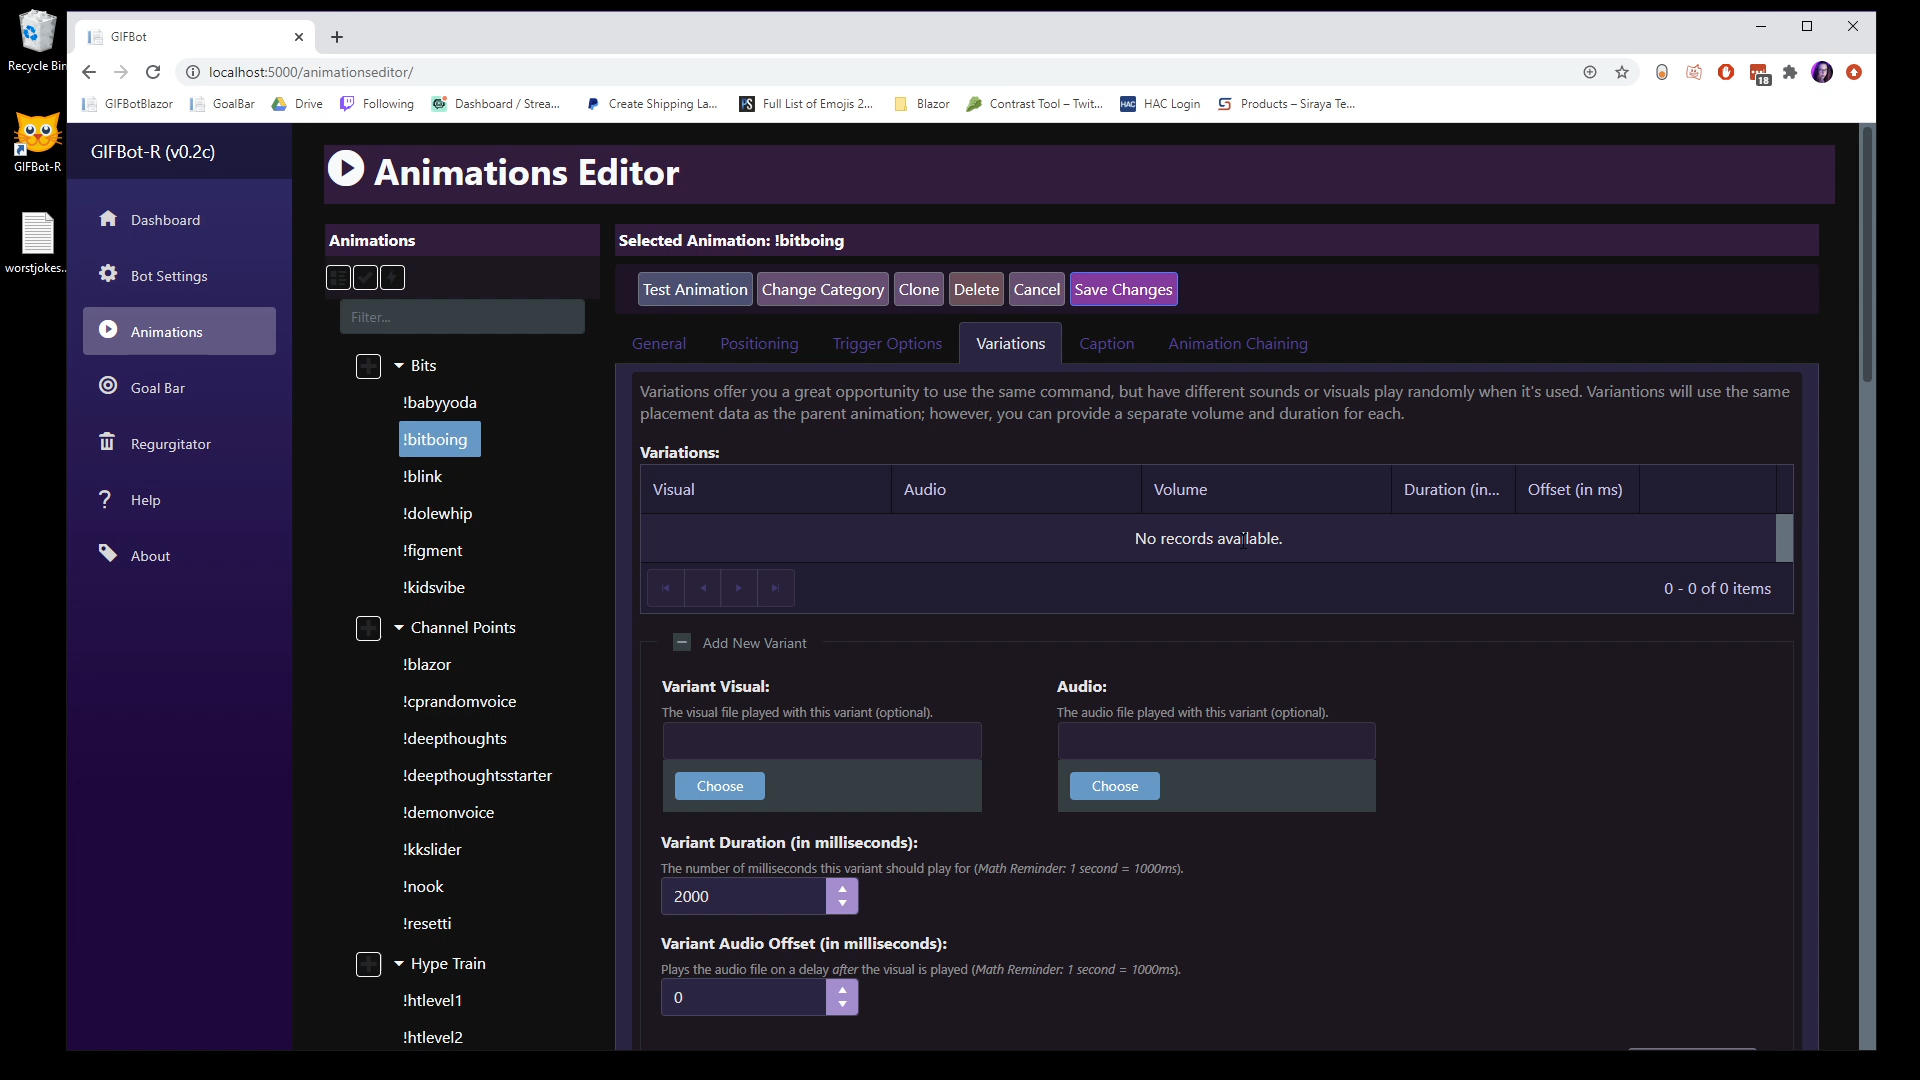 Recycle Bin
GIFBot-R
worstjokes...
GIFBot
localhost:5000/animationseditor/
18
GIFBotBlazor
GoalBar
Drive
Following
Dashboard / Strea...
Create Shipping La...
Full List of Emojis 2...
Blazor
Contrast Tool – Twit...
HAC Login
Products – Siraya Te...
GIFBot-R (v0.2c)
Dashboard
Bot Settings
Animations
Goal Bar
Regurgitator
Help
About
Animations Editor
Animations
Filter...
Bits
!babyyoda
!bitboing
!blink
!dolewhip
!figment
!kidsvibe
Channel Points
!blazor
!cprandomvoice
!deepthoughts
!deepthoughtsstarter
!demonvoice
!kkslider
!nook
!resetti
Hype Train
!htlevel1
!htlevel2
Selected Animation: !bitboing
Test Animation Change Category Clone Delete Cancel Save Changes
General Positioning Trigger Options Variations Caption Animation Chaining
Variations offer you a great opportunity to use the same command, but have different sounds or visuals play randomly when it's used. Variantions will use the same
placement data as the parent animation; however, you can provide a separate volume and duration for each.
Variations:
Visual Audio Volume Duration (in... Offset (in ms)
No records available.
0 - 0 of 0 items
Add New Variant
Variant Visual:
The visual file played with this variant (optional).
Choose
Audio:
The audio file played with this variant (optional).
Choose
Variant Duration (in milliseconds):
The number of milliseconds this variant should play for (Math Reminder: 1 second = 1000ms).
2000
Variant Audio Offset (in milliseconds):
Plays the audio file on a delay after the visual is played (Math Reminder: 1 second = 1000ms).
0